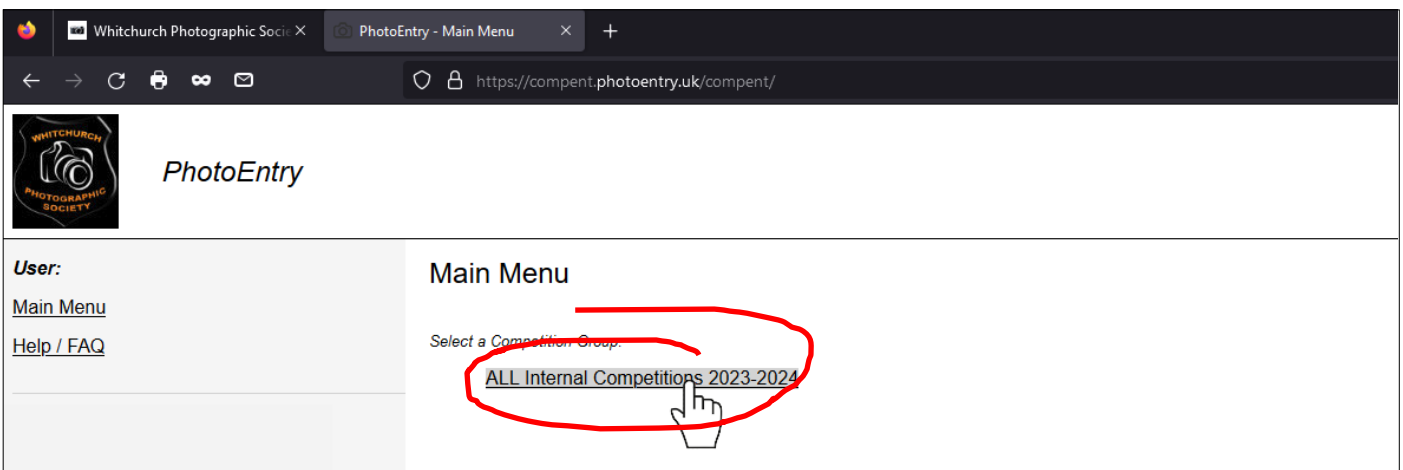 Whitchurch Photographic Socie
PhotoEntry - Main Menu
https://compent.photoentry.uk/compent/
WHITCHURCH
PHOTOGRAPHIC
SOCIETY
PhotoEntry
User:
Main Menu
Help / FAQ
Main Menu
Select a Competition Group:
ALL Internal Competitions 2023-2024